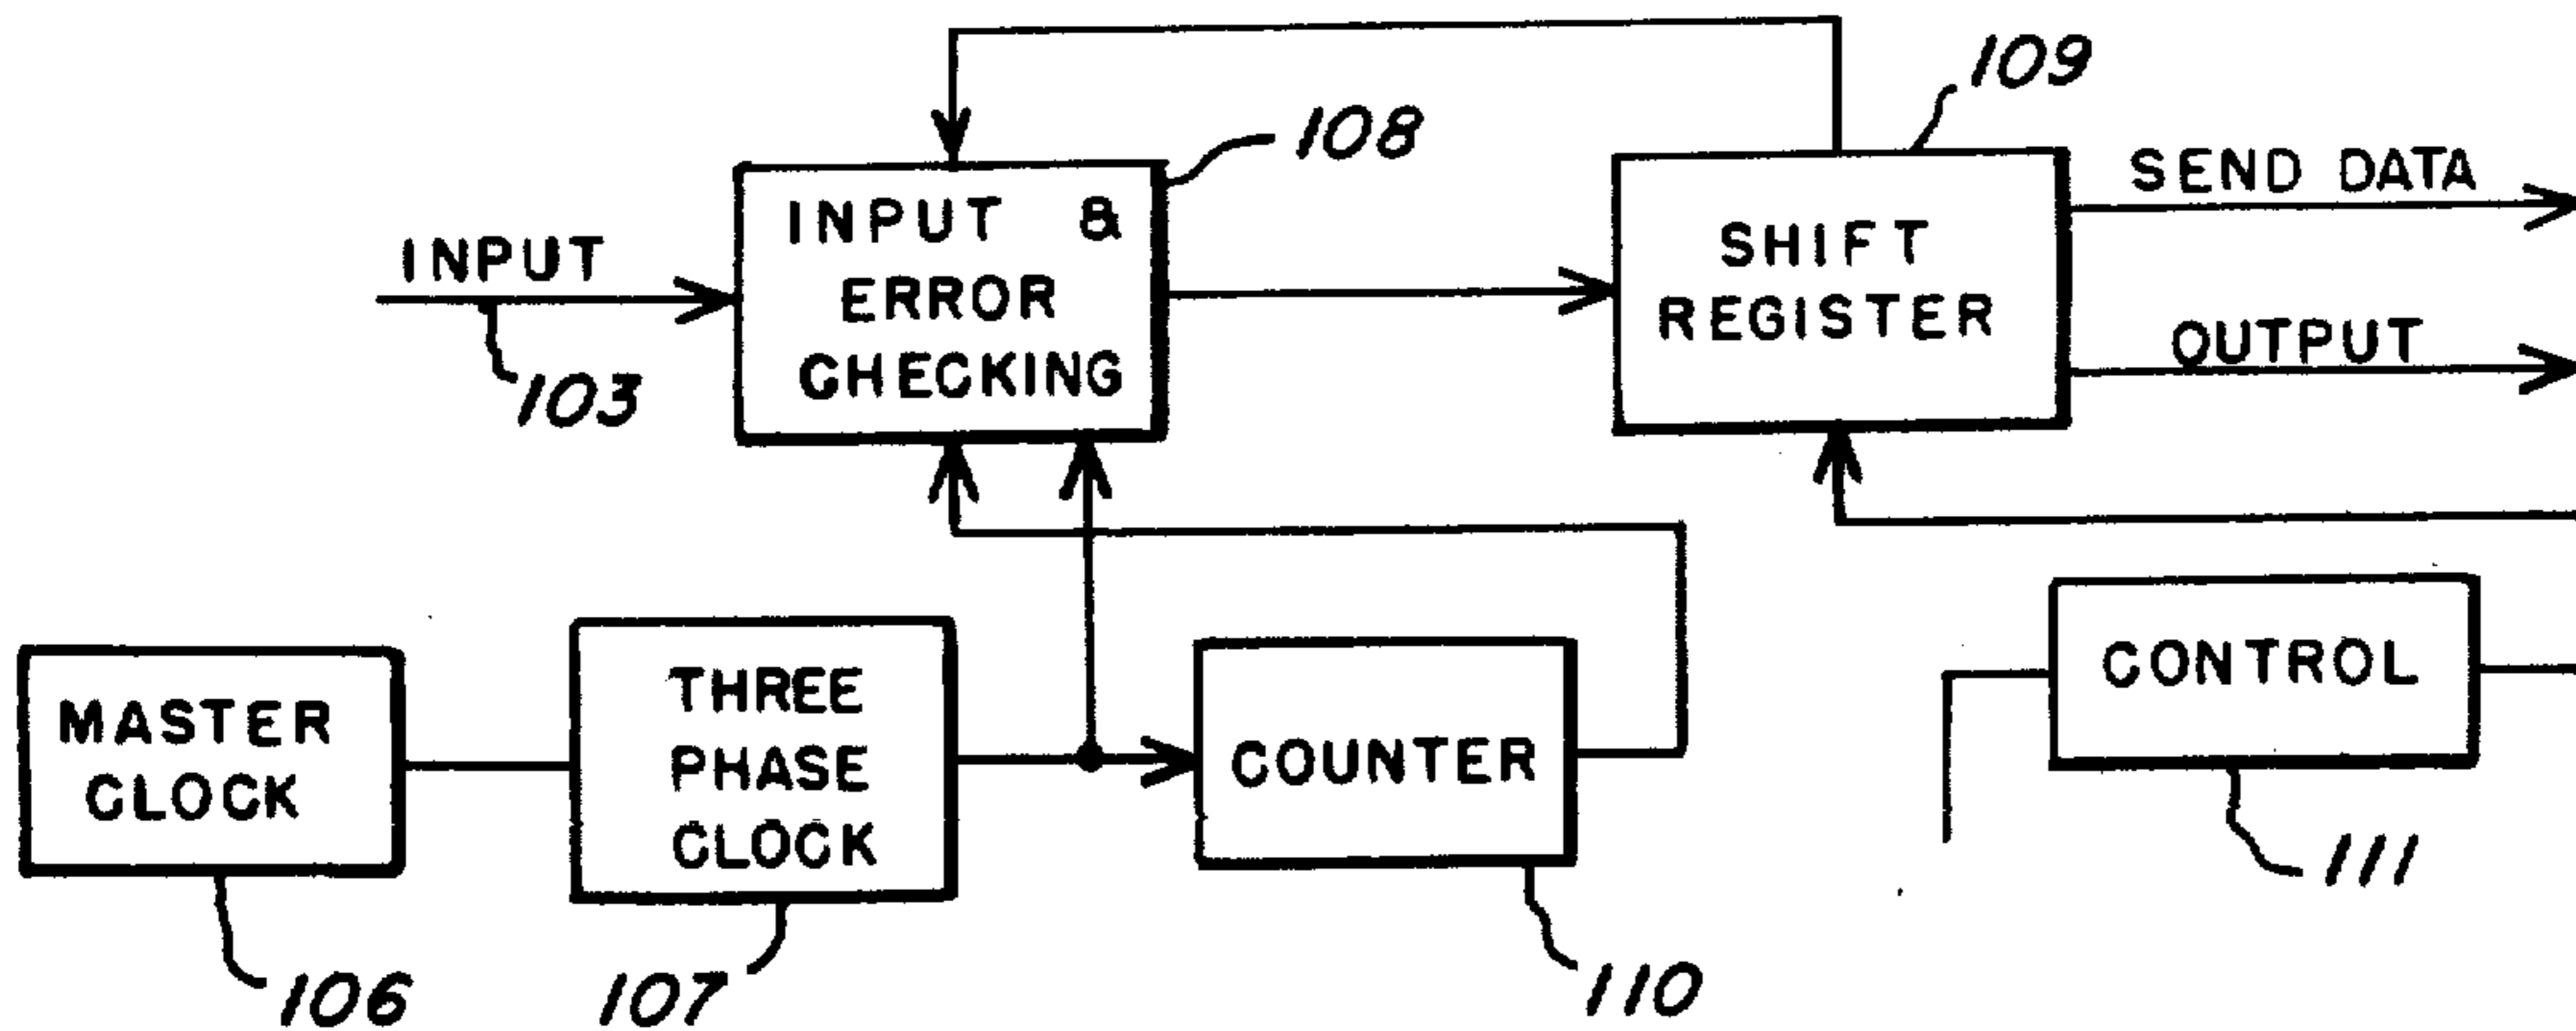 109
108
SEND DATA
INPUT &
ERROR
CHECKING
INPUT
SHIFT
REGISTER
OUTPUT
103
MASTER
CLOCK
THREE
PHASE
CLOCK
COUNTER
CONTROL
111
106
107
110